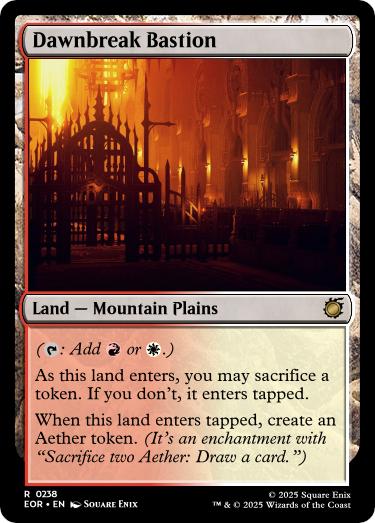 Dawnbreak Bastion
Land — Mountain Plains
(: Add or .)
As this land enters, you may sacrifice a
token. If you don't, it enters tapped.
When this land enters tapped, create an
Aether token. (It's an enchantment with
“Sacrifice two Aether: Draw a card.”)
R 0238
EOR • EN SQUARE ENIX
© 2025 Square Enix
™ & © 2025 Wizards of the Coast